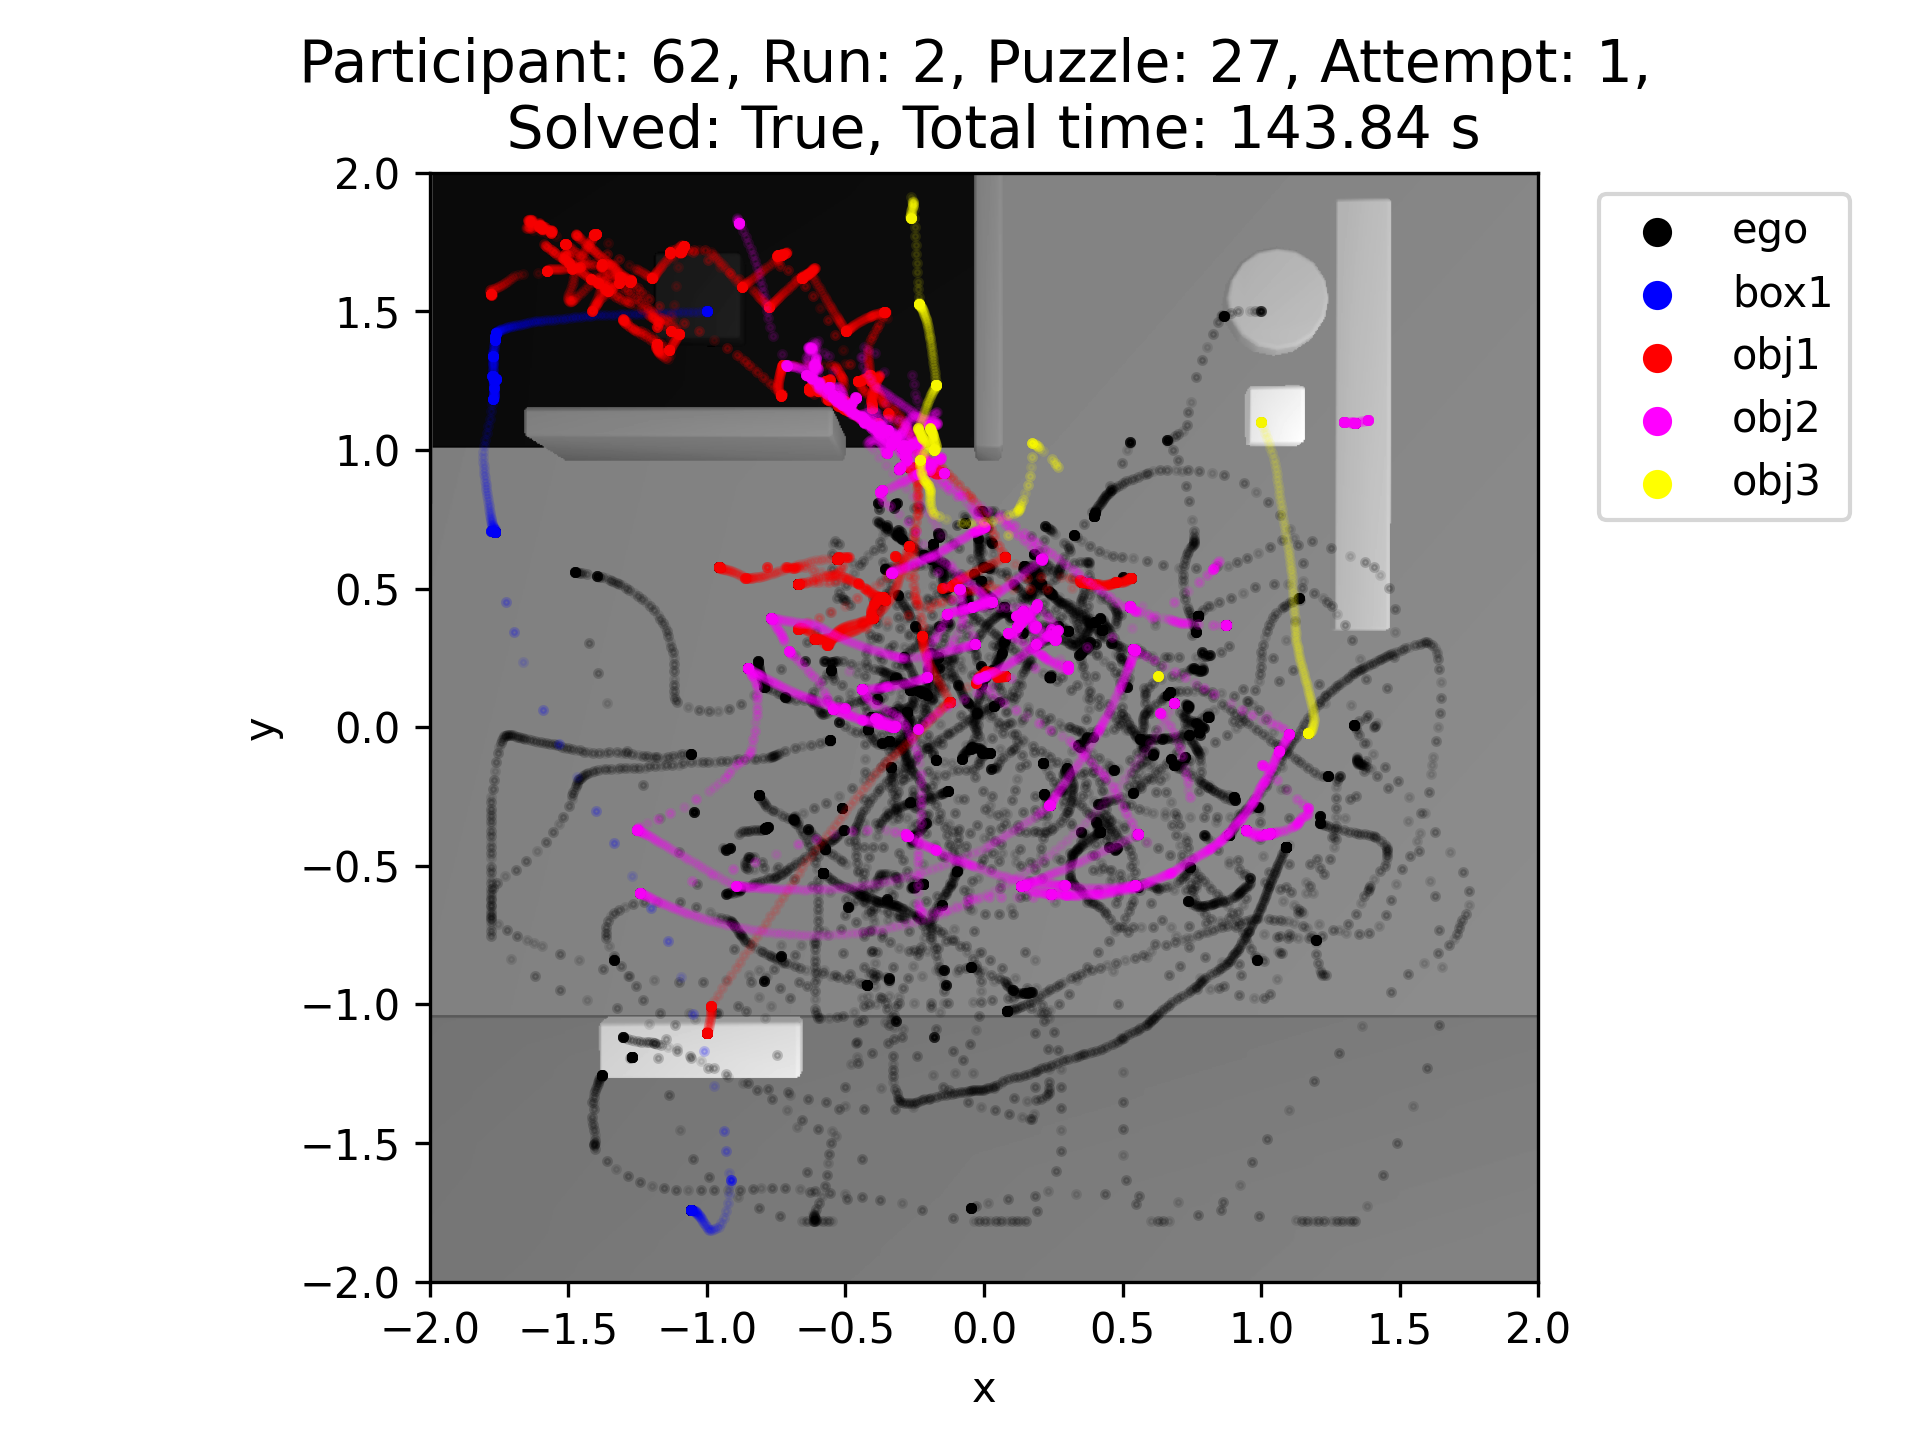 Participant: 62, Run: 2, Puzzle: 27, Attempt: 1,
Solved: True, Total time: 143.84 s
2.0
1.5
1.0
0.5
0.0
−0.5
−1.0
−1.5
−2.0
y
−2.0 −1.5 −1.0 −0.5 0.0 0.5 1.0 1.5 2.0
x
ego
box1
obj1
obj2
obj3